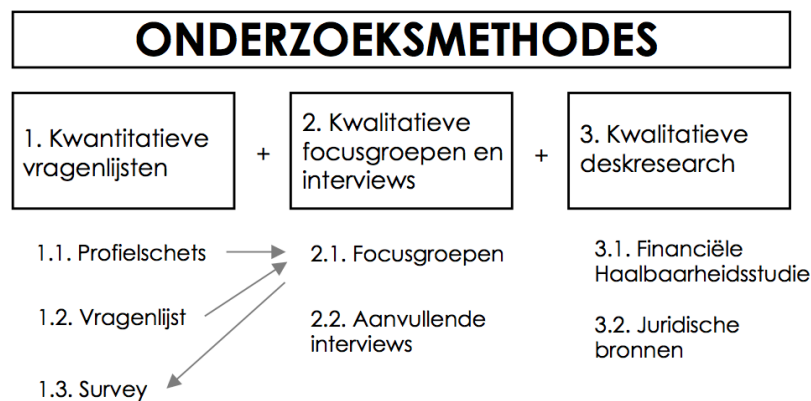 ONDERZOEKSMETHODES
1. Kwantitatieve
vragenlijsten
+
2. Kwalitatieve
focusgroepen en
interviews
+
3. Kwalitatieve
deskresearch
1.1. Profielschets
1.2. Vragenlijst
1.3. Survey
2.1. Focusgroepen
2.2. Aanvullende
interviews
3.1. Financiële
Haalbaarheidsstudie
3.2. Juridische
bronnen